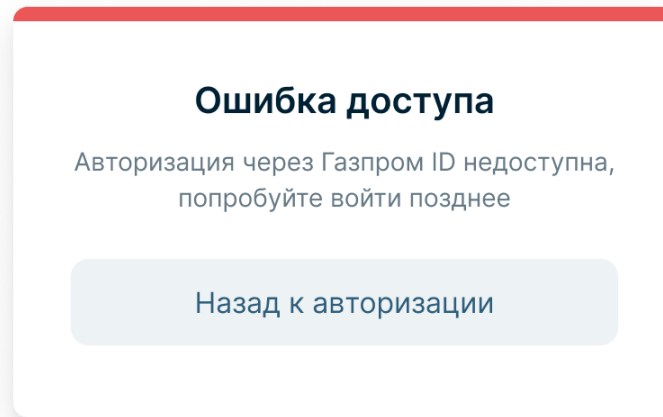 Ошибка доступа
Авторизация через Газпром ID недоступна,
попробуйте войти позднее
Назад к авторизации